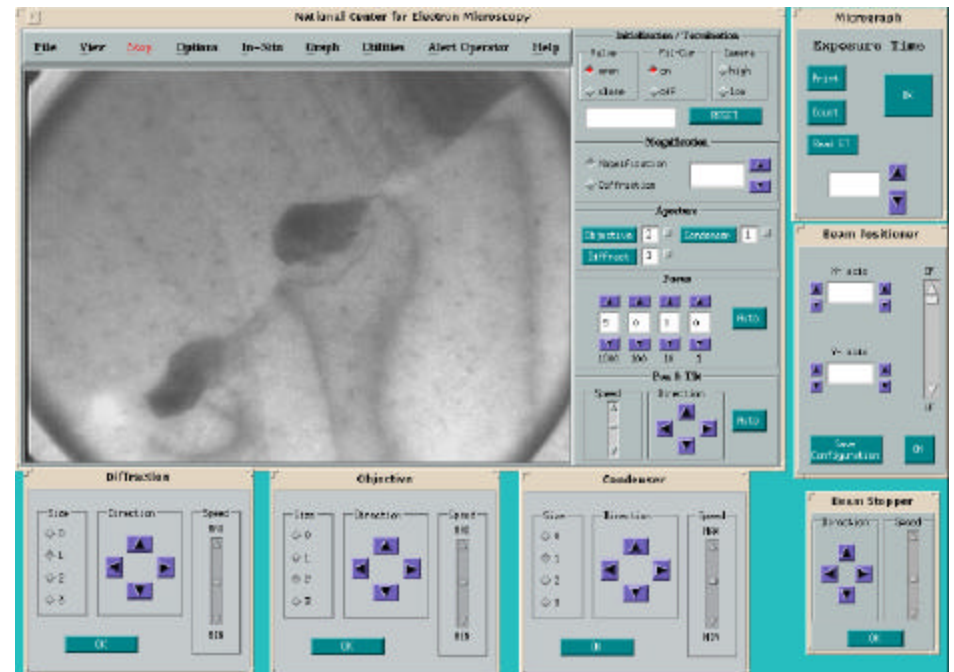 National Center for Electron Microscopy
File View Stop Options In-Situ Graph Utilities Alert Operator Help
Initialization / Termination
Valve Fil-Cur Camera
open on high
close off low
RESET
Magnification
Magnification
Diffraction
Aperture
Objective 2 Condenser 1
Diffract 3
Focus
5 0 1 0
Auto
1000 100 10 1
Pan & Tilt
Speed Direction
Auto
Micrograph
Exposure Time
Print
OK
Count
Read ET
Beam Positioner
X- axis
Y- axis
Save
Configuration
OK
Diffraction
Size Direction Speed
MAX
0
1
2
3
MIN
OK
Objective
Size Direction Speed
MAX
0
1
2
3
MIN
OK
Condenser
Size Direction Speed
MAX
0
1
2
3
MIN
OK
Beam Stopper
Direction Speed
OK